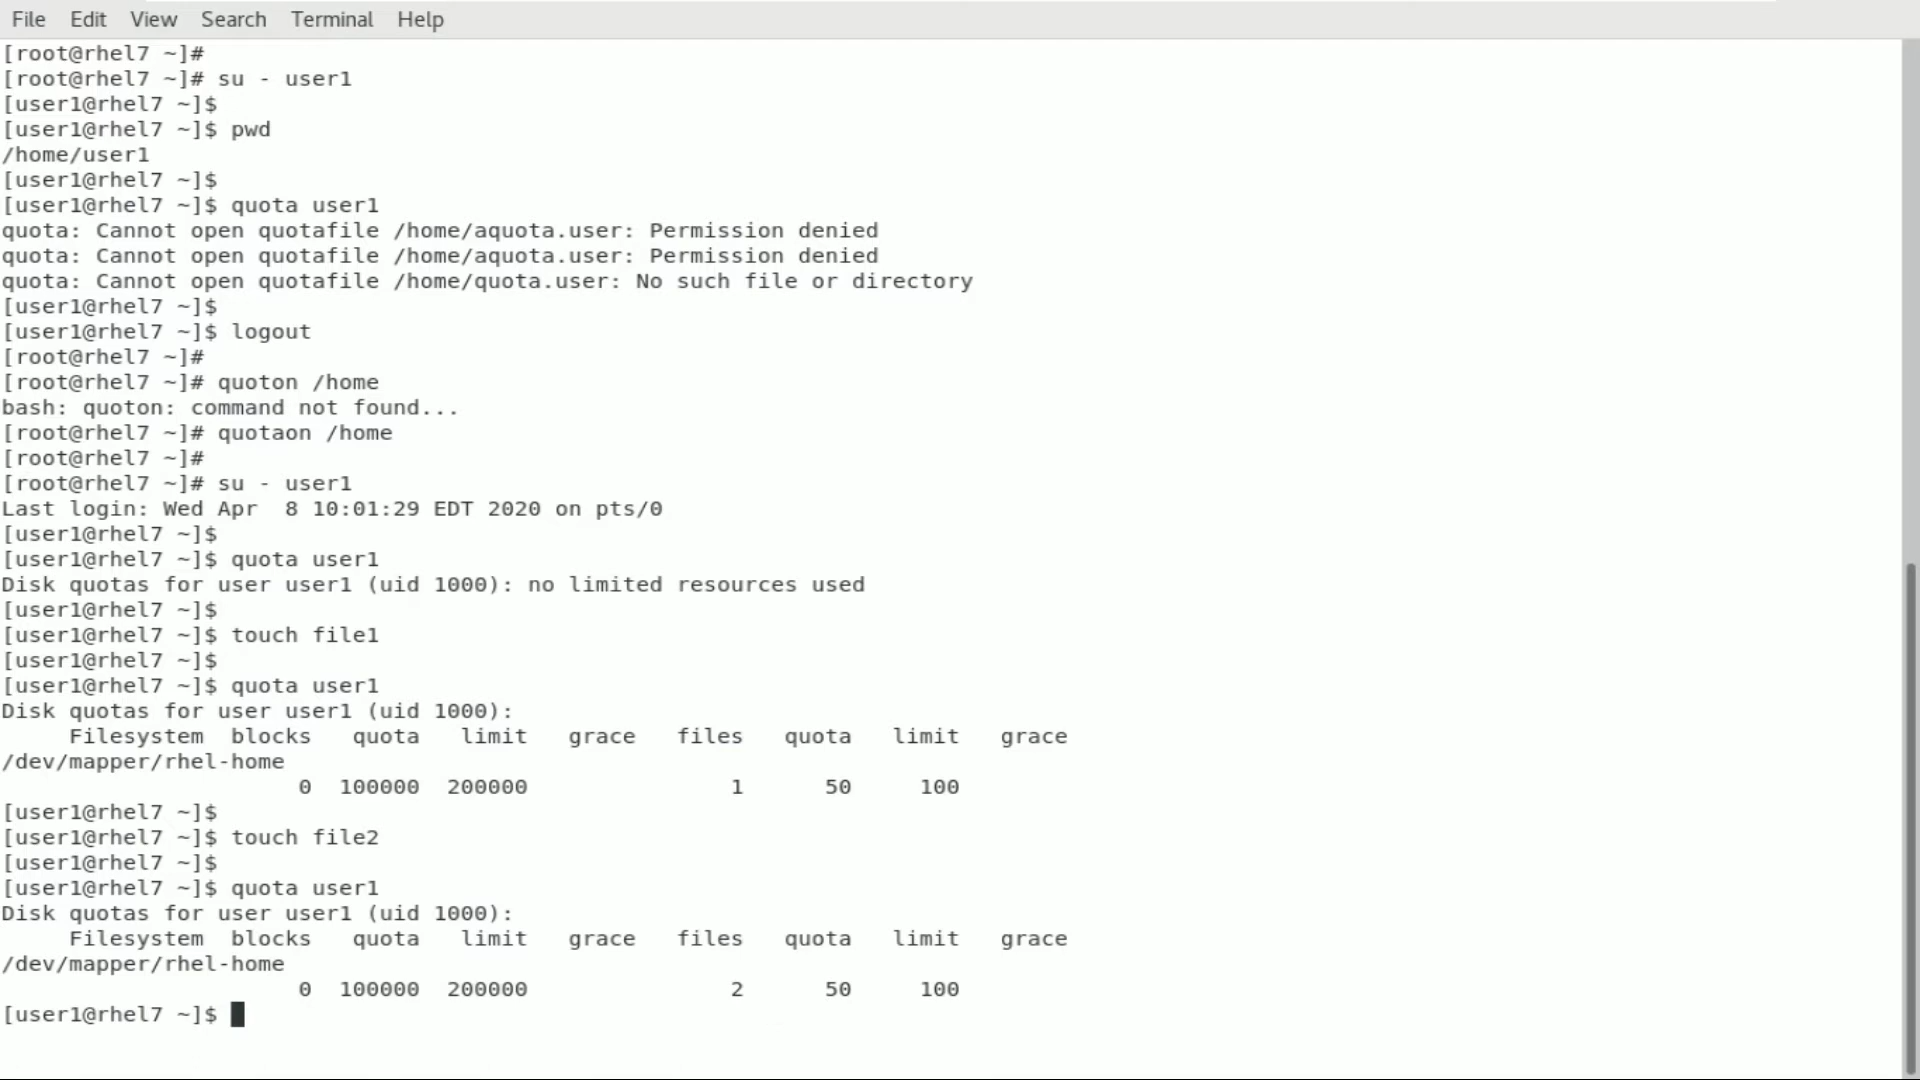 File Edit View Search Terminal Help
[root@rhel7 ~]#
[root@rhel7 ~]# su - user1
[user1@rhel7 ~]$
[user1@rhel7 ~]$ pwd
/home/user1
[user1@rhel7 ~]$
[user1@rhel7 ~]$ quota user1
quota: Cannot open quotafile /home/aquota.user: Permission denied
quota: Cannot open quotafile /home/aquota.user: Permission denied
quota: Cannot open quotafile /home/quota.user: No such file or directory
[user1@rhel7 ~]$
[user1@rhel7 ~]$ logout
[root@rhel7 ~]#
[root@rhel7 ~]# quoton /home
bash: quoton: command not found...
[root@rhel7 ~]# quotaon /home
[root@rhel7 ~]#
[root@rhel7 ~]# su - user1
Last login: Wed Apr  8 10:01:29 EDT 2020 on pts/0
[user1@rhel7 ~]$
[user1@rhel7 ~]$ quota user1
Disk quotas for user user1 (uid 1000): no limited resources used
[user1@rhel7 ~]$
[user1@rhel7 ~]$ touch file1
[user1@rhel7 ~]$
[user1@rhel7 ~]$ quota user1
Disk quotas for user user1 (uid 1000):
     Filesystem  blocks   quota   limit   grace   files   quota   limit   grace
/dev/mapper/rhel-home
                      0  100000  200000               1      50     100
[user1@rhel7 ~]$
[user1@rhel7 ~]$ touch file2
[user1@rhel7 ~]$
[user1@rhel7 ~]$ quota user1
Disk quotas for user user1 (uid 1000):
     Filesystem  blocks   quota   limit   grace   files   quota   limit   grace
/dev/mapper/rhel-home
                      0  100000  200000               2      50     100
[user1@rhel7 ~]$